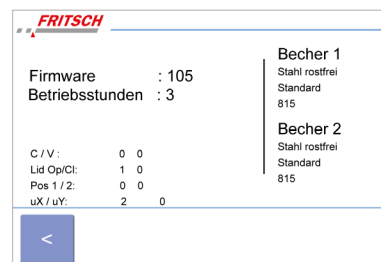 FRITSCH
Firmware : 105
Betriebsstunden : 3
C / V : 0 0
Lid Op/Cl: 1 0
Pos 1 / 2: 0 0
uX / uY: 2 0
Becher 1
Stahl rostfrei
Standard
815
Becher 2
Stahl rostfrei
Standard
815
<